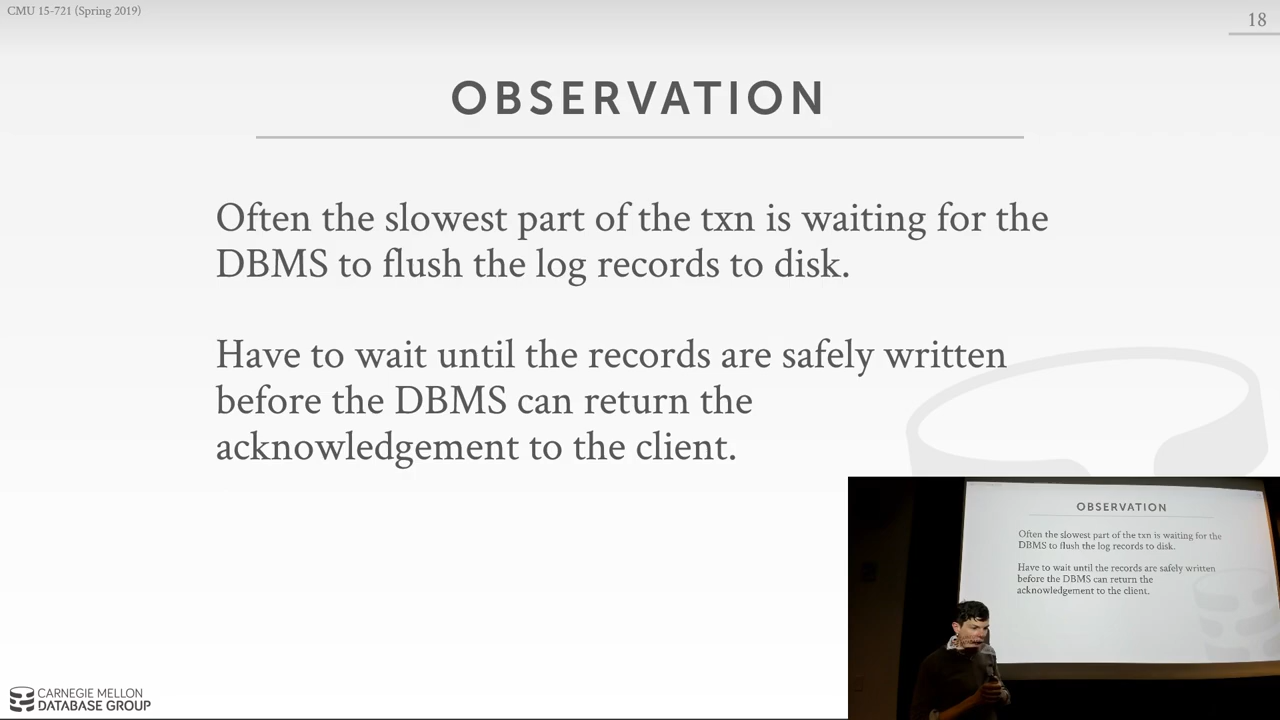 CMU 15-721 (Spring 2019)
18
OBSERVATION
Often the slowest part of the txn is waiting for the
DBMS to flush the log records to disk.
Have to wait until the records are safely written
before the DBMS can return the
acknowledgement to the client.
OBSERVATION
Often the slowest part of the txn is waiting for the
DBMS to flush the log records to disk.
Have to wait until the records are safely written
before the DBMS can return the
acknowledgement to the client.
CARNEGIE MELLON
DATABASE GROUP